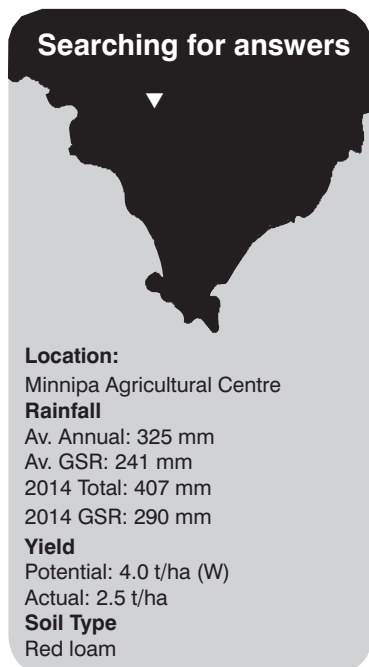 Searching for answers
Location:
Minnipa Agricultural Centre
Rainfall
Av. Annual: 325 mm
Av. GSR: 241 mm
2014 Total: 407 mm
2014 GSR: 290 mm
Yield
Potential: 4.0 t/ha (W)
Actual: 2.5 t/ha
Soil Type
Red loam